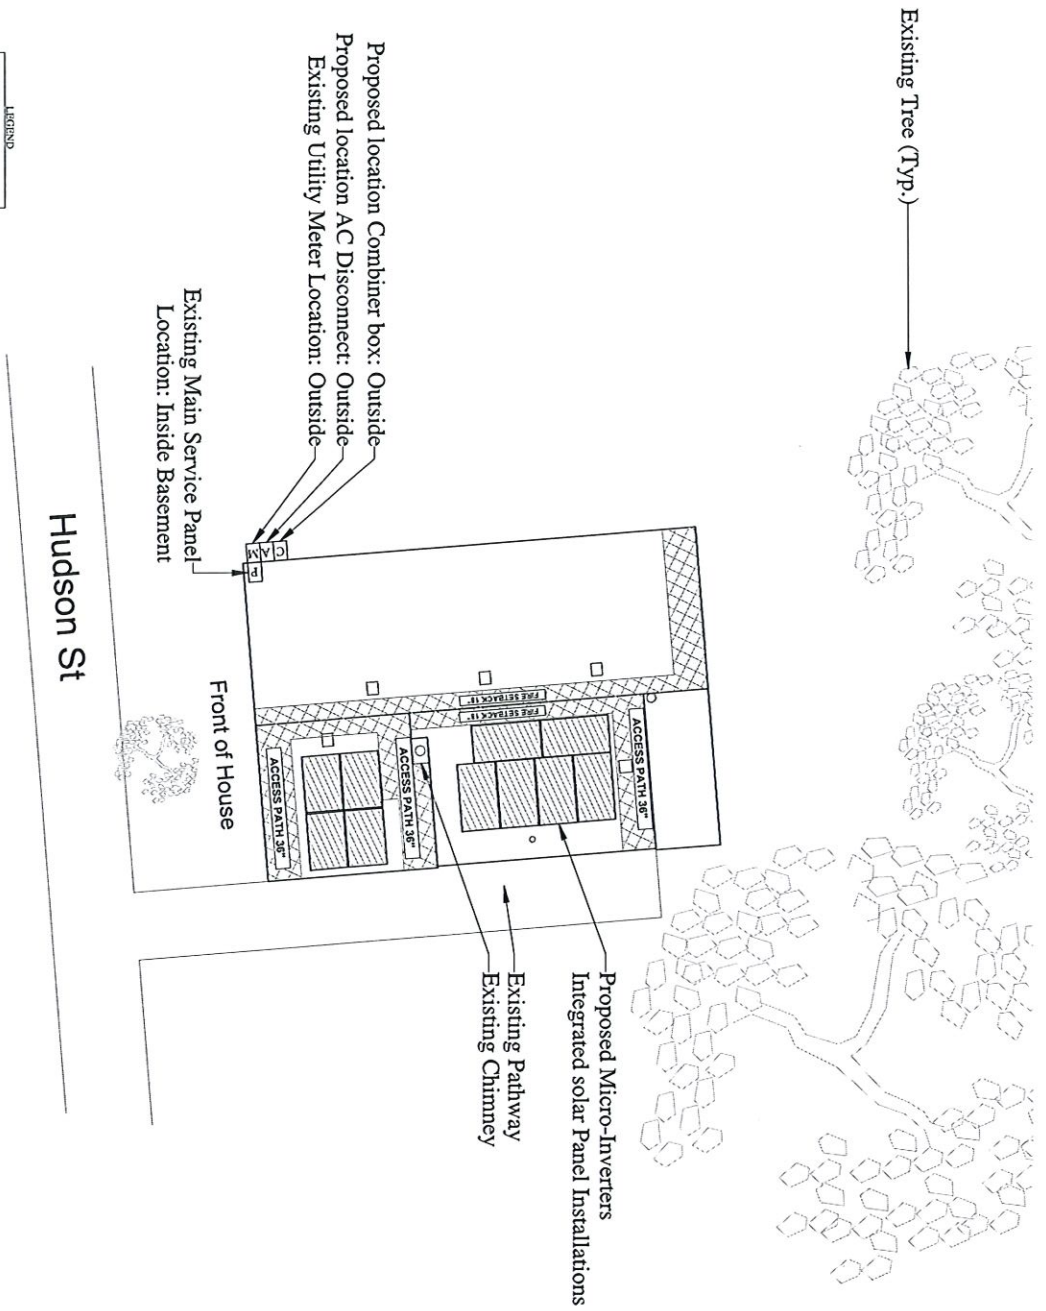 Existing Tree (Typ.)
Proposed location Combiner box: Outside
Proposed location AC Disconnect: Outside
Existing Utility Meter Location: Outside
Existing Main Service Panel
Location: Inside Basement
C
A
M
P
FIRE SETBACK 18"
FIRE SETBACK 18"
ACCESS PATH 36"
ACCESS PATH 36"
ACCESS PATH 36"
Front of House
Proposed Micro-Inverters
Integrated solar Panel Installations
Existing Pathway
Existing Chimney
Hudson St
LEGEND